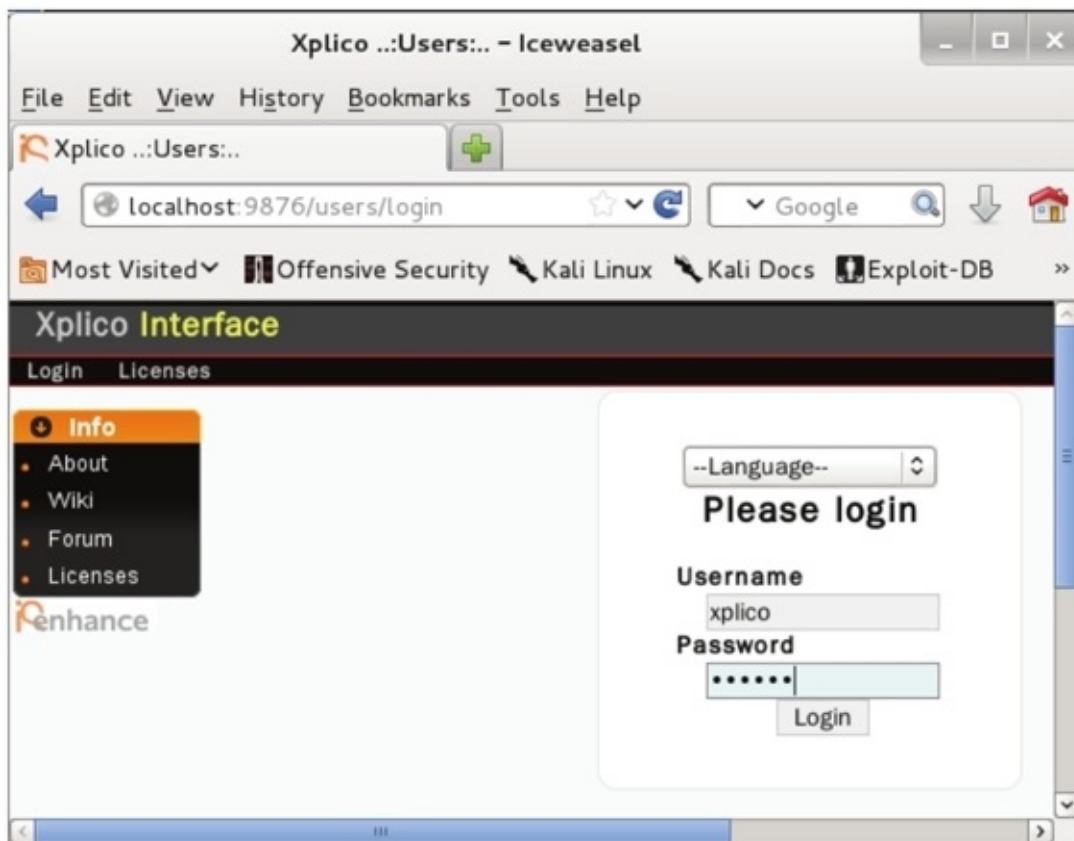 Xplico ..:Users:.. – Iceweasel
File Edit View History Bookmarks Tools Help
Xplico ..:Users:..
localhost:9876/users/login Google
Most Visited Offensive Security Kali Linux Kali Docs Exploit-DB »
Xplico Interface
Login Licenses
Info
About
Wiki
Forum
Licenses
enhance
--Language--
Please login
Username
xplico
Password
••••••
Login